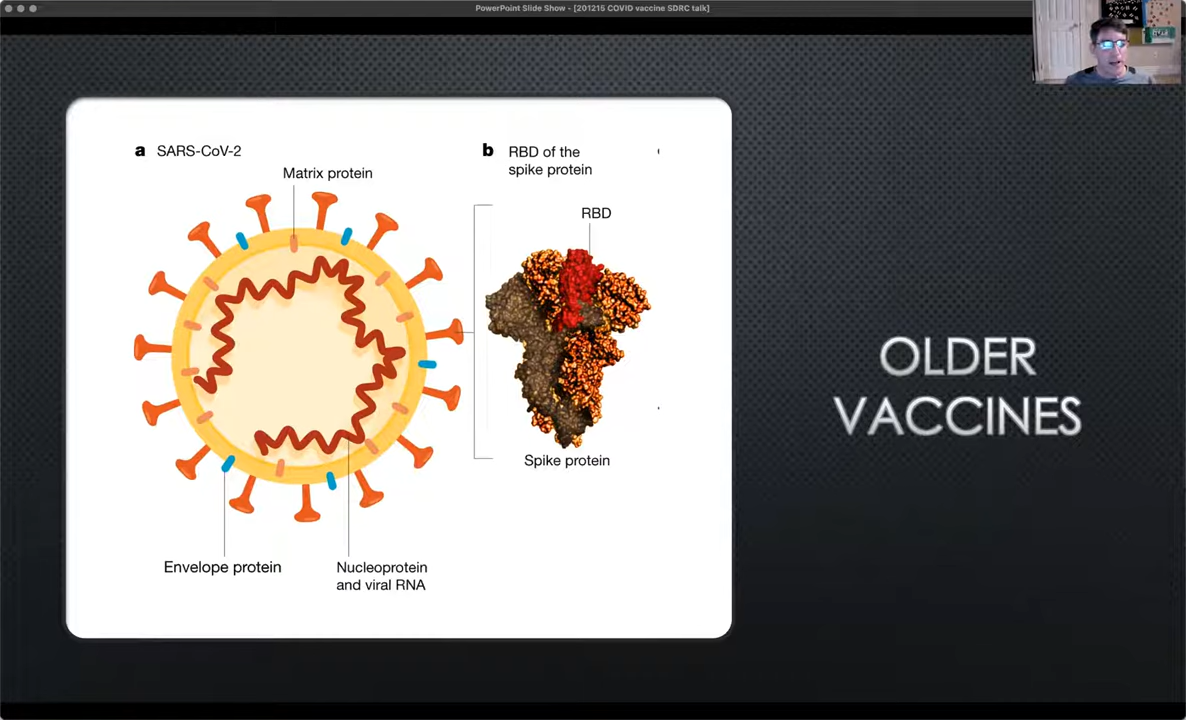 PowerPoint Slide Show - [201215 COVID vaccine SDRC talk]
a SARS-CoV-2
Matrix protein
Envelope protein
Nucleoprotein
and viral RNA
b RBD of the
spike protein
RBD
Spike protein
OLDER
VACCINES